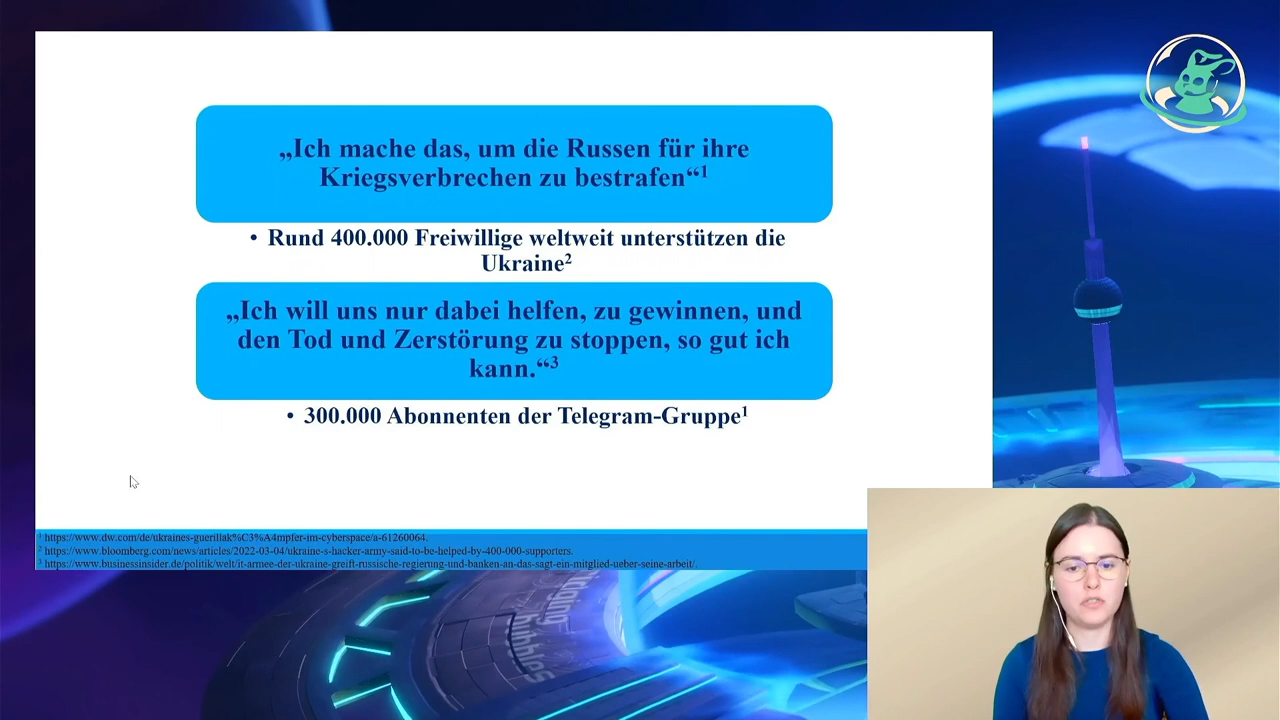 „Ich mache das, um die Russen für ihre
Kriegsverbrechen zu bestrafen“¹
• Rund 400.000 Freiwillige weltweit unterstützen die
Ukraine²
„Ich will uns nur dabei helfen, zu gewinnen, und
den Tod und Zerstörung zu stoppen, so gut ich
kann.“³
• 300.000 Abonnenten der Telegram-Gruppe¹
¹ https://www.dw.com/de/ukraines-guerillak%C3%A4mpfer-im-cyberspace/a-61260064.
² https://www.bloomberg.com/news/articles/2022-03-04/ukraine-s-hacker-army-said-to-be-helped-by-400-000-supporters.
³ https://www.businessinsider.de/politik/welt/it-armee-der-ukraine-greift-russische-regierung-und-banken-an-das-sagt-ein-mitglied-ueber-seine-arbeit/.
bubbles